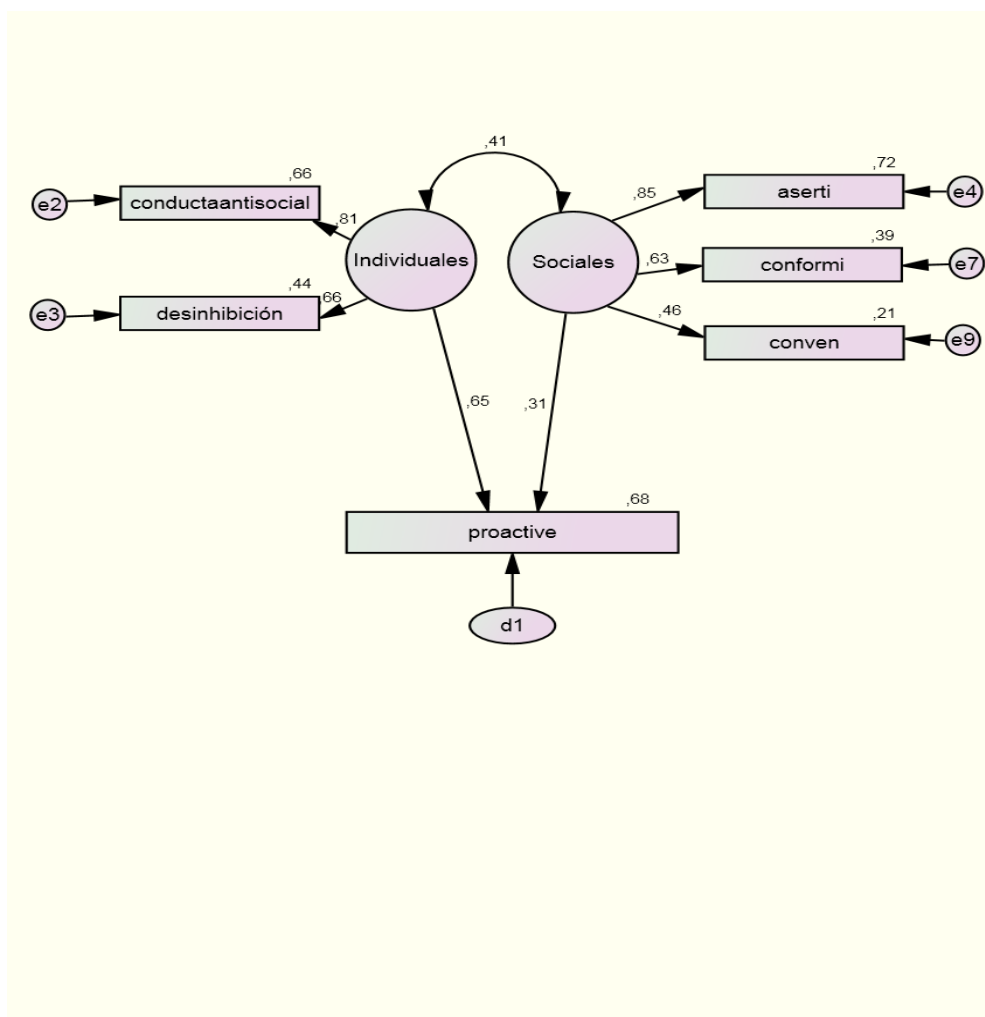 ,41
,66
,72
e2
conductaantisocial
,81
,85
aserti
e4
Individuales
Sociales
,63
,39
conformi
e7
,44
,66
e3
desinhibición
,46
,21
conven
e9
,65
,31
,68
proactive
d1